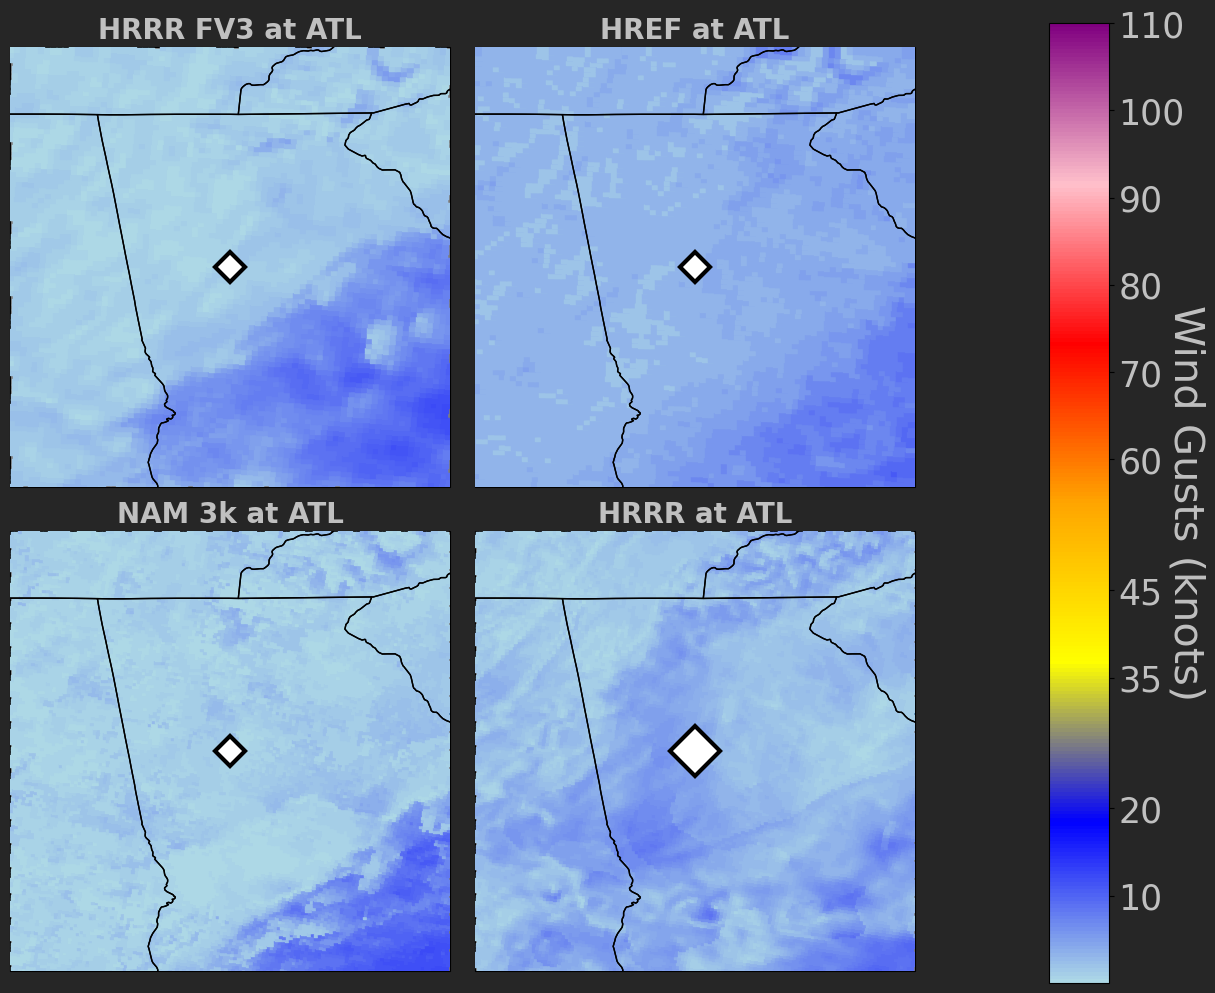 HRRR FV3 at ATL
HREF at ATL
NAM 3k at ATL
HRRR at ATL
110
100
90
80
70
60
45
35
20
10
Wind Gusts (knots)